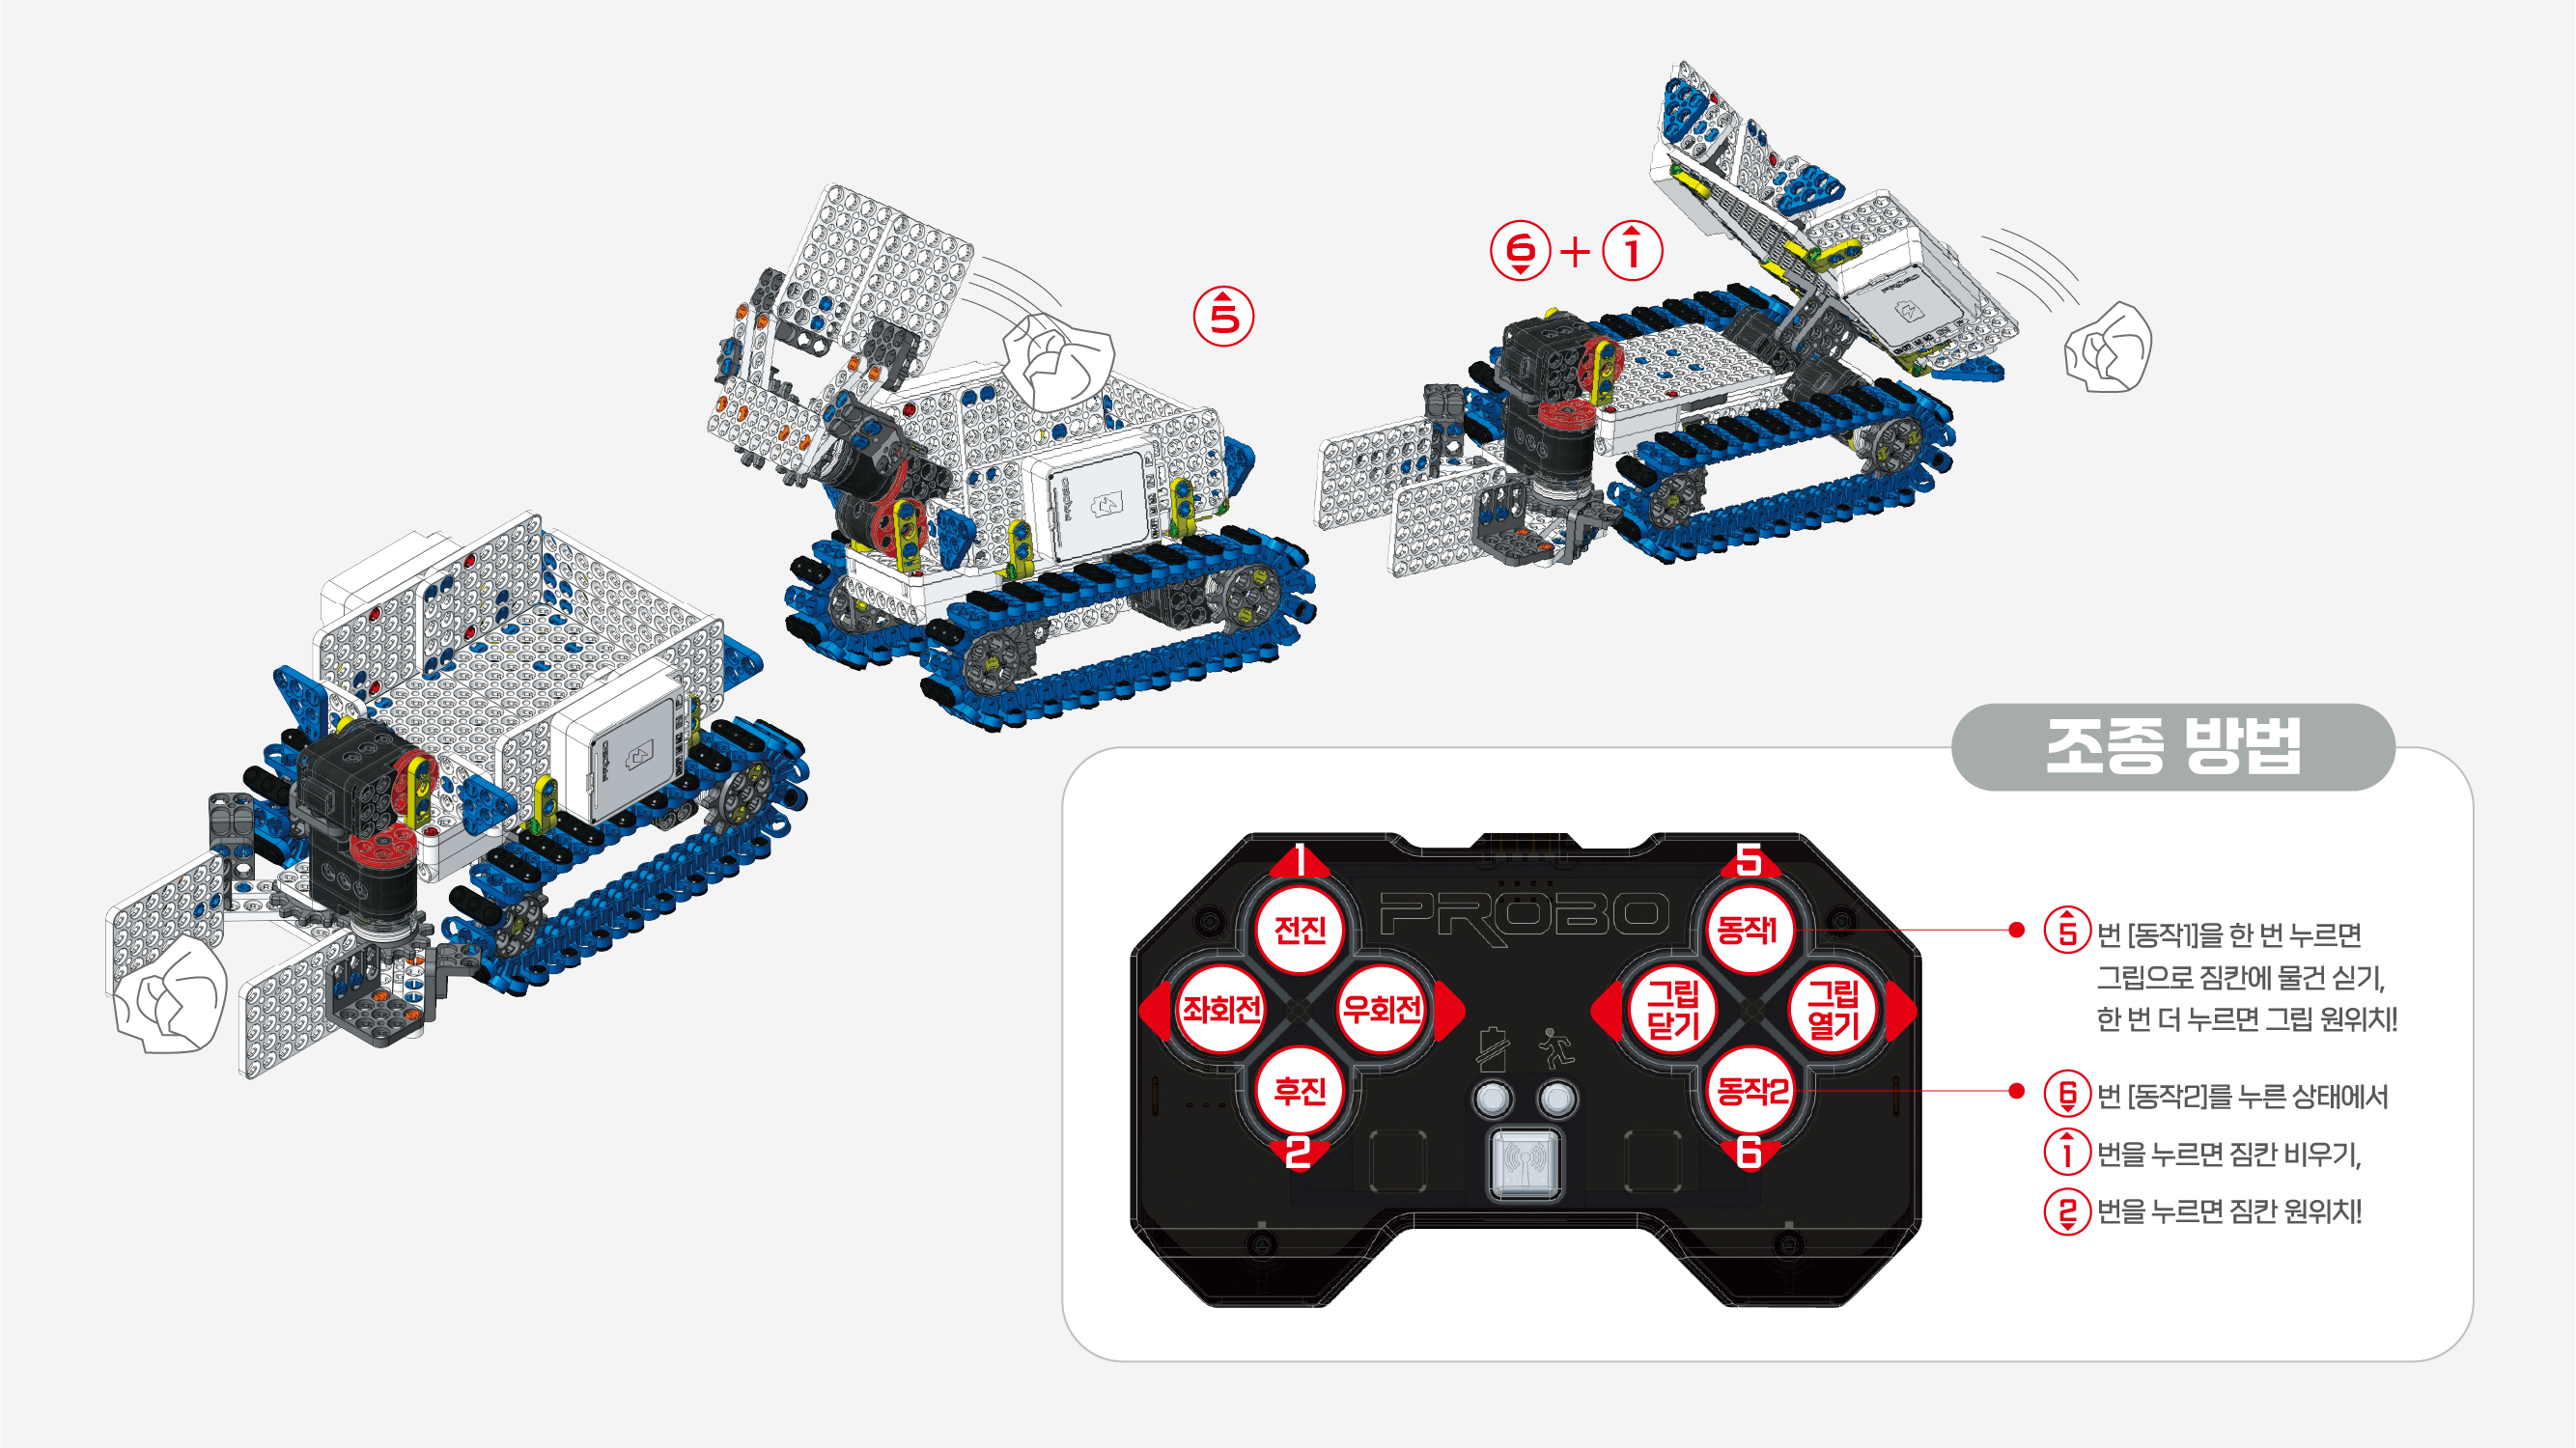 5
6 + 1
조종 방법
1
5
PROBO
전진
동작1
좌회전
우회전
그립
닫기
그립
열기
후진
동작2
2
6
5 번 [동작1]을 한 번 누르면
그립으로 짐칸에 물건 싣기,
한 번 더 누르면 그립 원위치!
6 번 [동작2]를 누른 상태에서
1 번을 누르면 짐칸 비우기,
2 번을 누르면 짐칸 원위치!